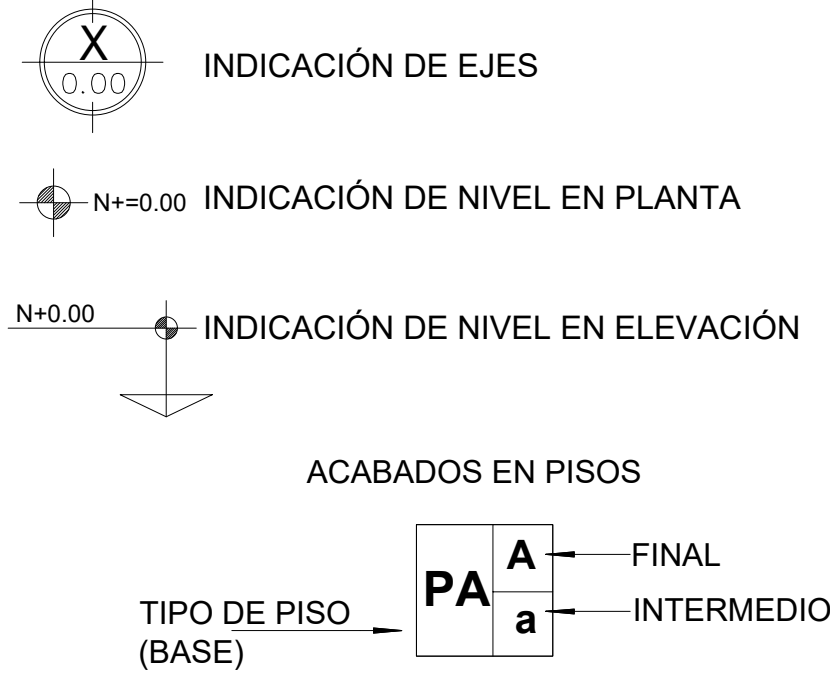 X
0.00
INDICACIÓN DE EJES
N+=0.00 INDICACIÓN DE NIVEL EN PLANTA
N+0.00
INDICACIÓN DE NIVEL EN ELEVACIÓN
ACABADOS EN PISOS
PA
A
FINAL
a
INTERMEDIO
TIPO DE PISO
(BASE)